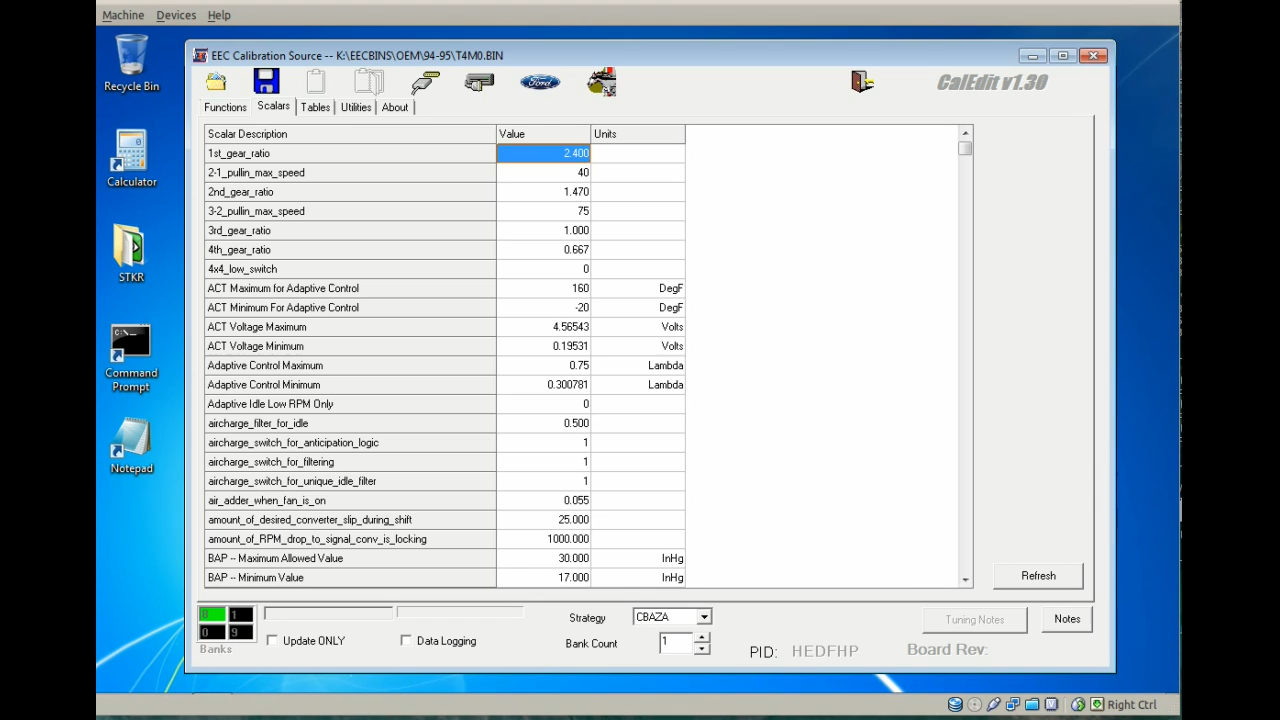 Machine Devices Help
Recycle Bin
Calculator
STKR
C:\_
Command
Prompt
Notepad
EEC Calibration Source -- K:\EECBINS\OEM\94-95\T4M0.BIN
Ford
CalEdit v1.30
Functions Scalars Tables Utilities About
Scalar Description Value Units
1st_gear_ratio 2.400
2-1_pullin_max_speed 40
2nd_gear_ratio 1.470
3-2_pullin_max_speed 75
3rd_gear_ratio 1.000
4th_gear_ratio 0.667
4x4_low_switch 0
ACT Maximum for Adaptive Control 160 DegF
ACT Minimum For Adaptive Control -20 DegF
ACT Voltage Maximum 4.56543 Volts
ACT Voltage Minimum 0.19531 Volts
Adaptive Control Maximum 0.75 Lambda
Adaptive Control Minimum 0.300781 Lambda
Adaptive Idle Low RPM Only 0
aircharge_filter_for_idle 0.500
aircharge_switch_for_anticipation_logic 1
aircharge_switch_for_filtering 1
aircharge_switch_for_unique_idle_filter 1
air_adder_when_fan_is_on 0.055
amount_of_desired_converter_slip_during_shift 25.000
amount_of_RPM_drop_to_signal_conv_is_locking 1000.000
BAP -- Maximum Allowed Value 30.000 InHg
BAP -- Minimum Value 17.000 InHg
Refresh
1
0 9
Banks
Update ONLY
Data Logging
Strategy CBAZA
Bank Count 1
PID: HEDFHP
Tuning Notes
Notes
Board Rev:
Right Ctrl